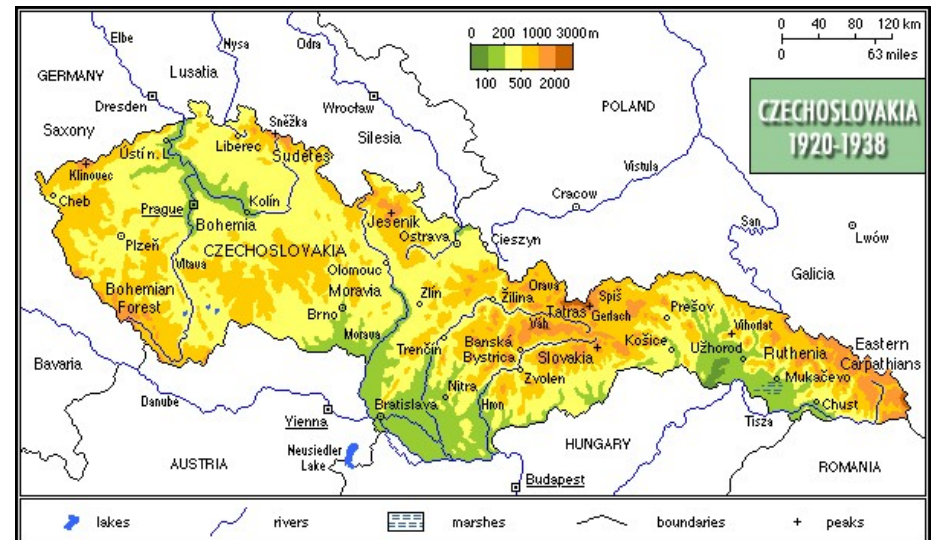 Elbe
Nysa
Odra
0 200 1000 3000 m
100 500 2000
0 40 80 120 km
0 63 miles
GERMANY
Lusatia
Dresden
Wrocław
POLAND
CZECHOSLOVAKIA
1920-1938
Saxony
Sněžka
Silesia
Ústí n. L.
Liberec
Sudetes
Klinovec
Vistula
Cheb
Kolín
Cracow
Prague
Bohemia
Jeseník
San
Ostrava
Cieszyn
Lwów
Plzeň
CZECHOSLOVAKIA
Vltava
Olomouc
Galicia
Bohemian
Forest
Moravia
Zlín
Žilina
Orava
Spiš
Tatras
Gerlach
Prešov
Brno
Morava
Váh
Vihorlat
Trenčín
Banská
Bystrica
Slovakia
Košice
Užhorod
Ruthenia
Eastern
Carpathians
Bavaria
Zvolen
Mukačevo
Nitra
Danube
Bratislava
Hron
Chust
Vienna
Tisza
Neusiedler
Lake
HUNGARY
AUSTRIA
ROMANIA
Budapest
lakes
rivers
marshes
boundaries
peaks